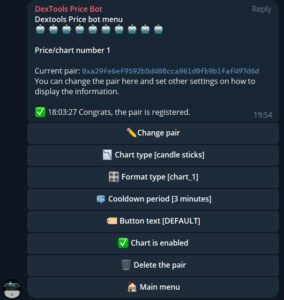 DexTools Price Bot
Reply
Dextools Price bot menu
Price/chart number 1
Current pair: 0xa29fe6ef9592b5d408cca961d0fb9b1faf497d6d
You can change the pair here and set other settings on how to
display the information.
18:03:27 Congrats, the pair is registered.
19:54
Change pair
Chart type [candle sticks]
Format type [chart_1]
Cooldown period [3 minutes]
Button text [DEFAULT]
Chart is enabled
Delete the pair
Main menu